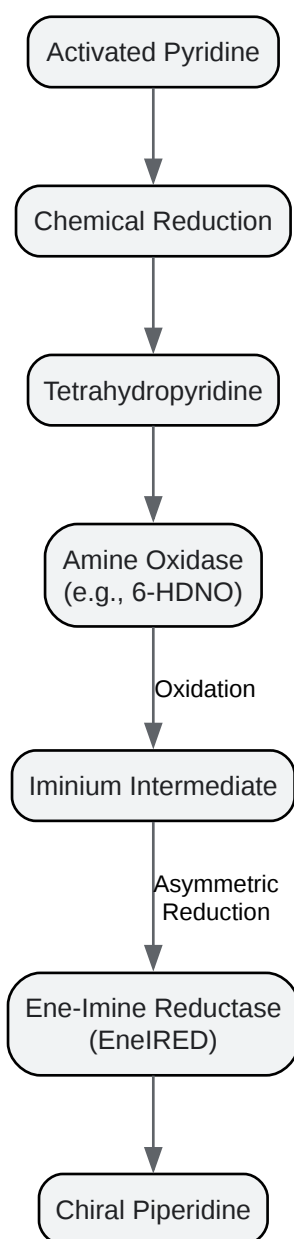 Activated Pyridine
Chemical Reduction
Tetrahydropyridine
Amine Oxidase
(e.g., 6-HDNO)
Oxidation
Iminium Intermediate
Asymmetric
Reduction
Ene-Imine Reductase
(EneIRED)
Chiral Piperidine